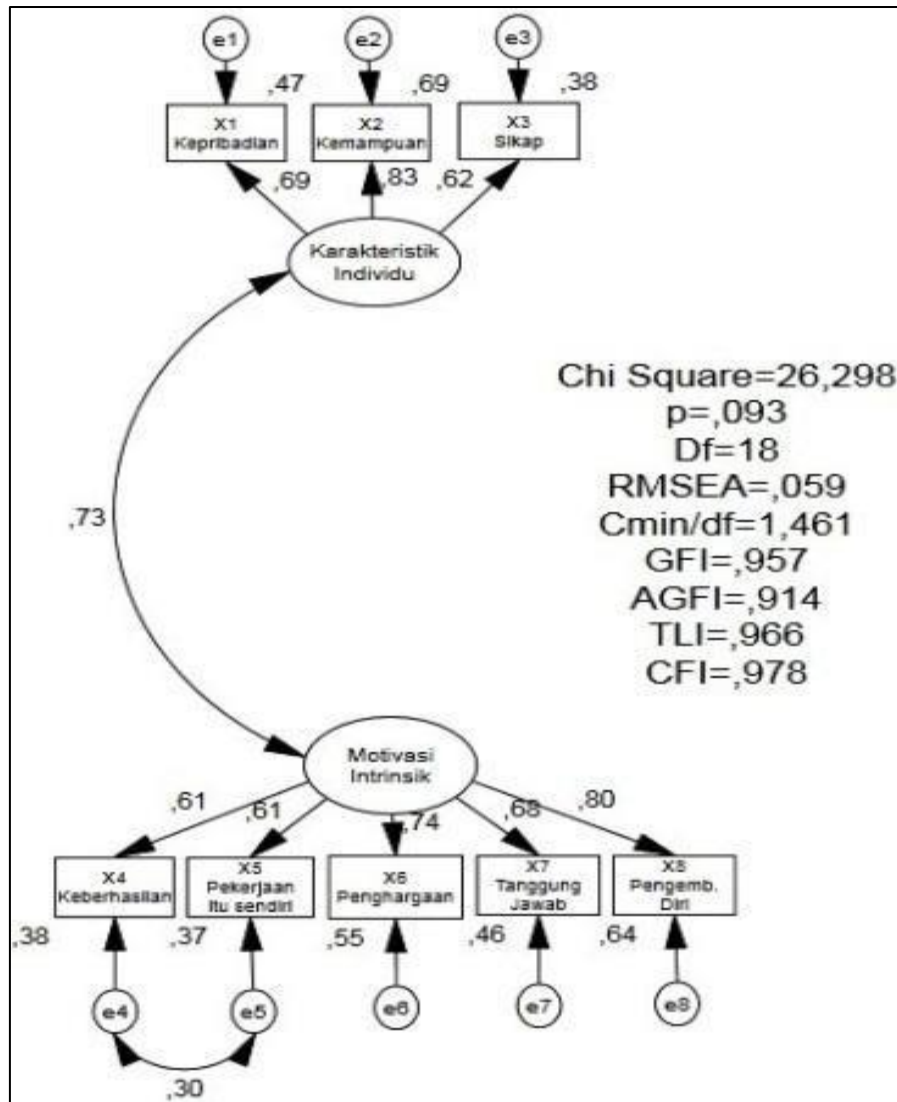 e1 e2 e3
,47 ,69 ,38
X1 X2 X3
Kepribadian Kemampuan Sikap
,69 ,83 ,62
Karakteristik
Individu
Chi Square=26,298
p=,093
Df=18
RMSEA=,059
Cmin/df=1,461
GFI=,957
AGFI=,914
TLI=,966
CFI=,978
,73
Motivasi
Intrinsik
,61 ,61 ,74 ,68 ,80
X4 X5 X6 X7 X8
Keberhasilan Pekerjaan Penghargaan Tanggung Pengemb.
Itu sendiri Jawab Diri
,38 ,37 ,55 ,46 ,64
e4 e5 e6 e7 e8
,30